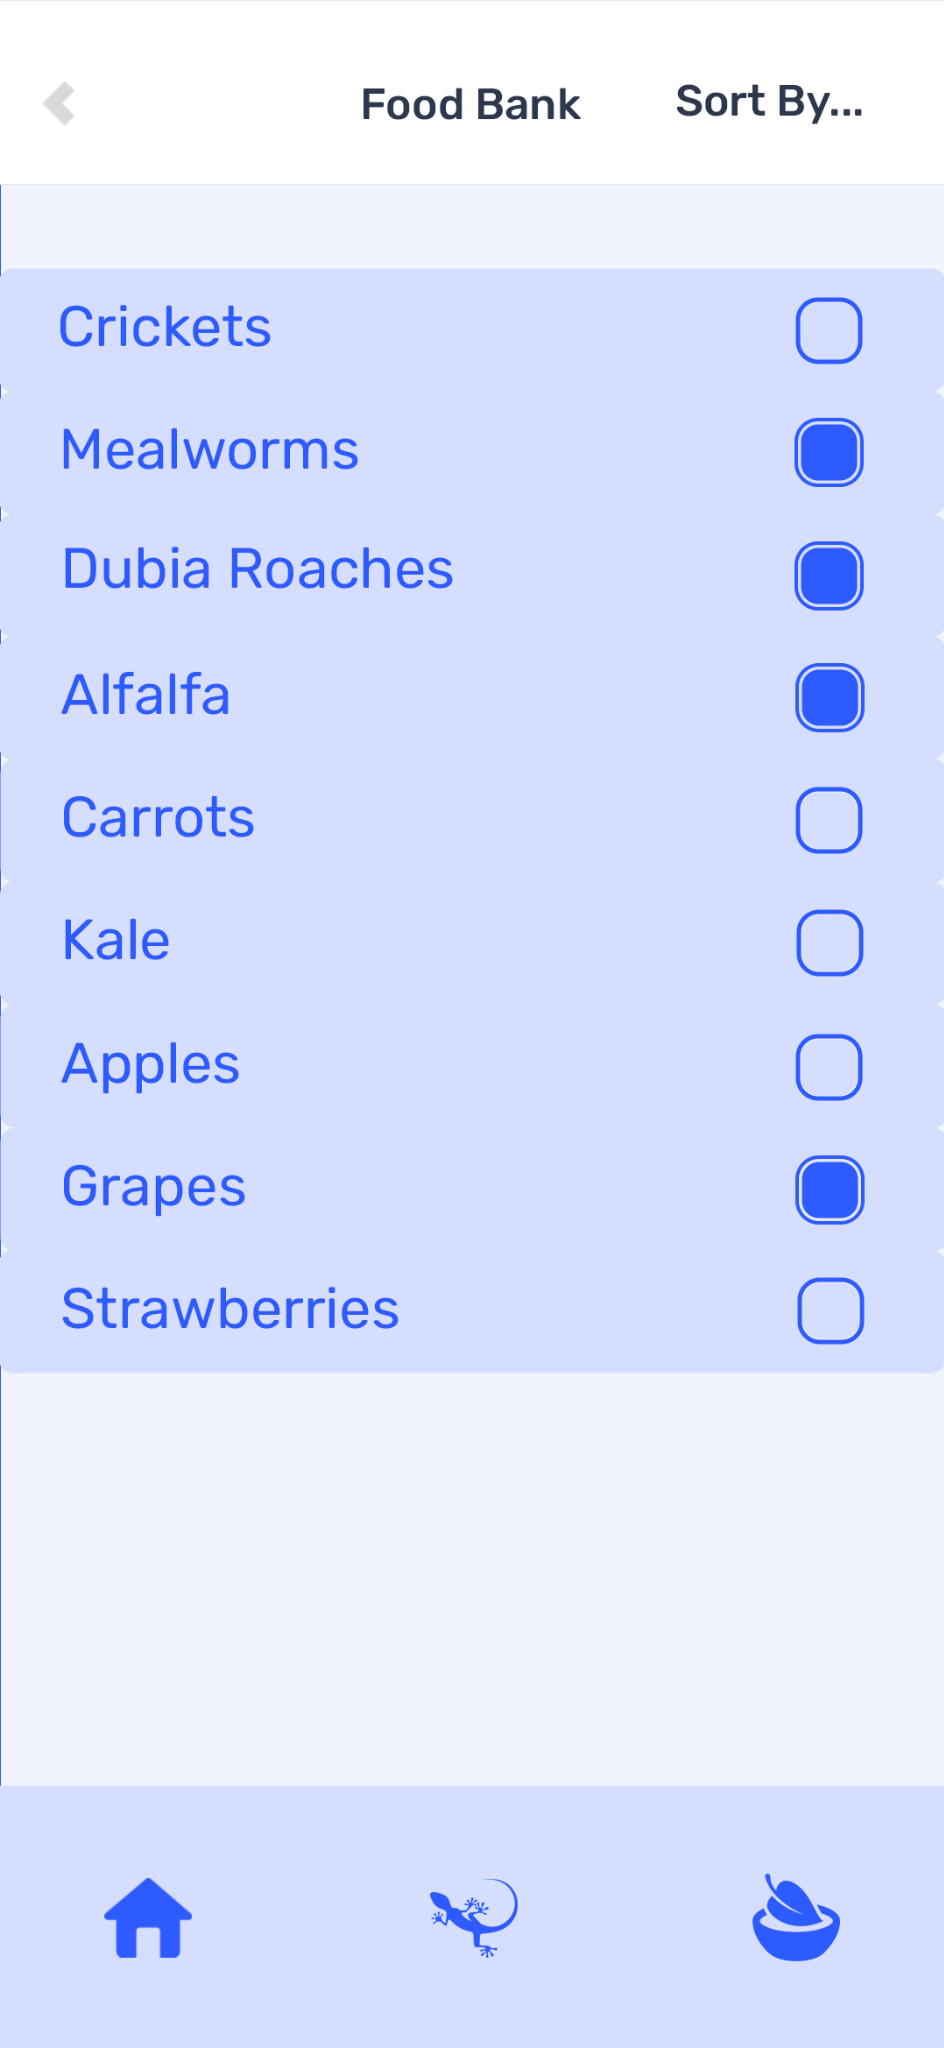 Food Bank
Sort By...
Crickets
Mealworms
Dubia Roaches
Alfalfa
Carrots
Kale
Apples
Grapes
Strawberries